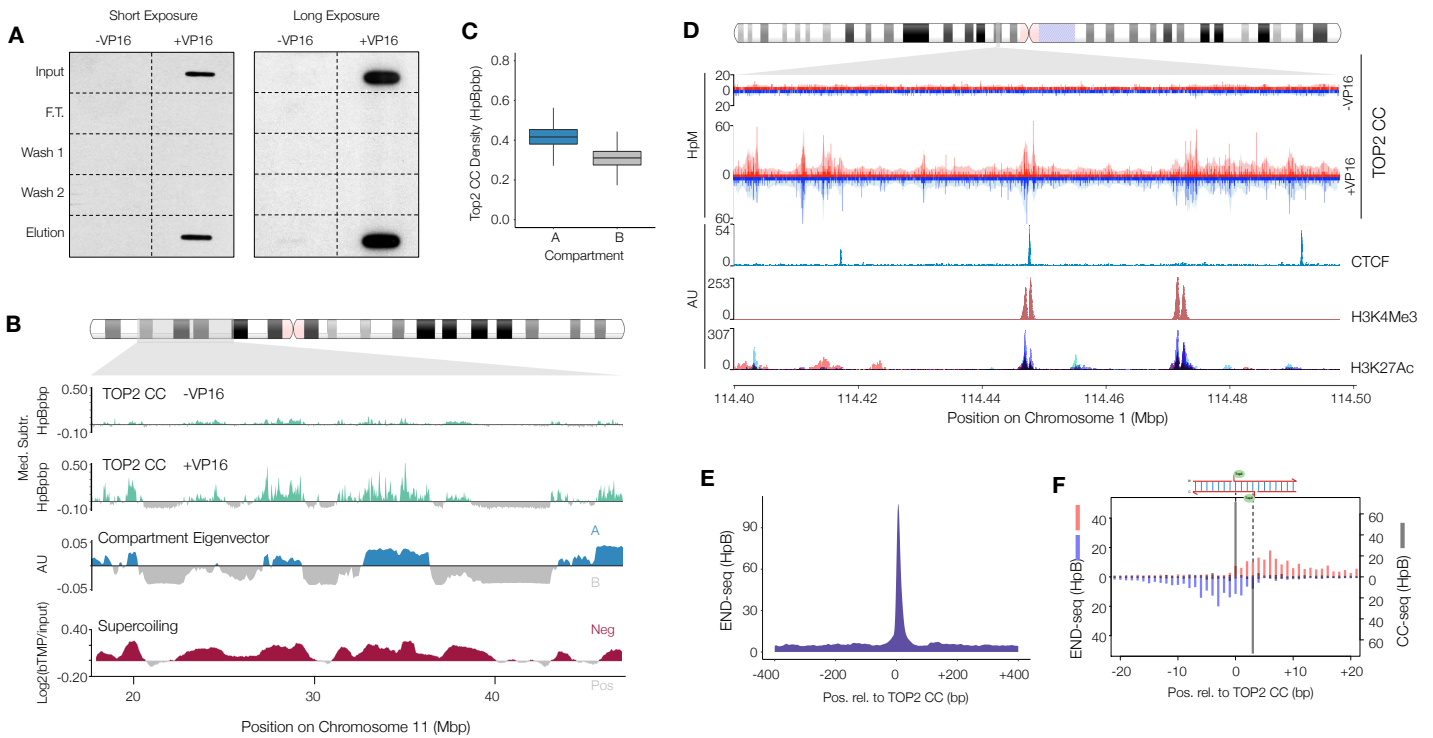 A
Short Exposure
Long Exposure
-VP16
+VP16
-VP16
+VP16
Input
F.T.
Wash 1
Wash 2
Elution
C
Top2 CC Density (HpBpbp)
0.8
0.6
0.4
0.2
0.0
A
B
Compartment
B
Med. Subtr.
HpBpbp
0.50
-0.10
TOP2 CC -VP16
HpBpbp
0.50
-0.10
TOP2 CC +VP16
AU
0.05
-0.05
Compartment Eigenvector
A
B
Log2(bTMP/input)
0.40
-0.20
Supercoiling
Neg
Pos
20
30
40
Position on Chromosome 11 (Mbp)
D
HpM
20
0
20
-VP16
60
0
60
+VP16
TOP2 CC
AU
54
0
CTCF
253
0
H3K4Me3
307
0
H3K27Ac
114.40
114.42
114.44
114.46
114.48
114.50
Position on Chromosome 1 (Mbp)
E
END-seq (HpB)
90
60
30
0
-400
-200
0
+200
+400
Pos. rel. to TOP2 CC (bp)
F
END-seq (HpB)
40
20
0
20
40
60
40
20
0
20
40
60
CC-seq (HpB)
-20
-10
0
+10
+20
Pos. rel. to TOP2 CC (bp)